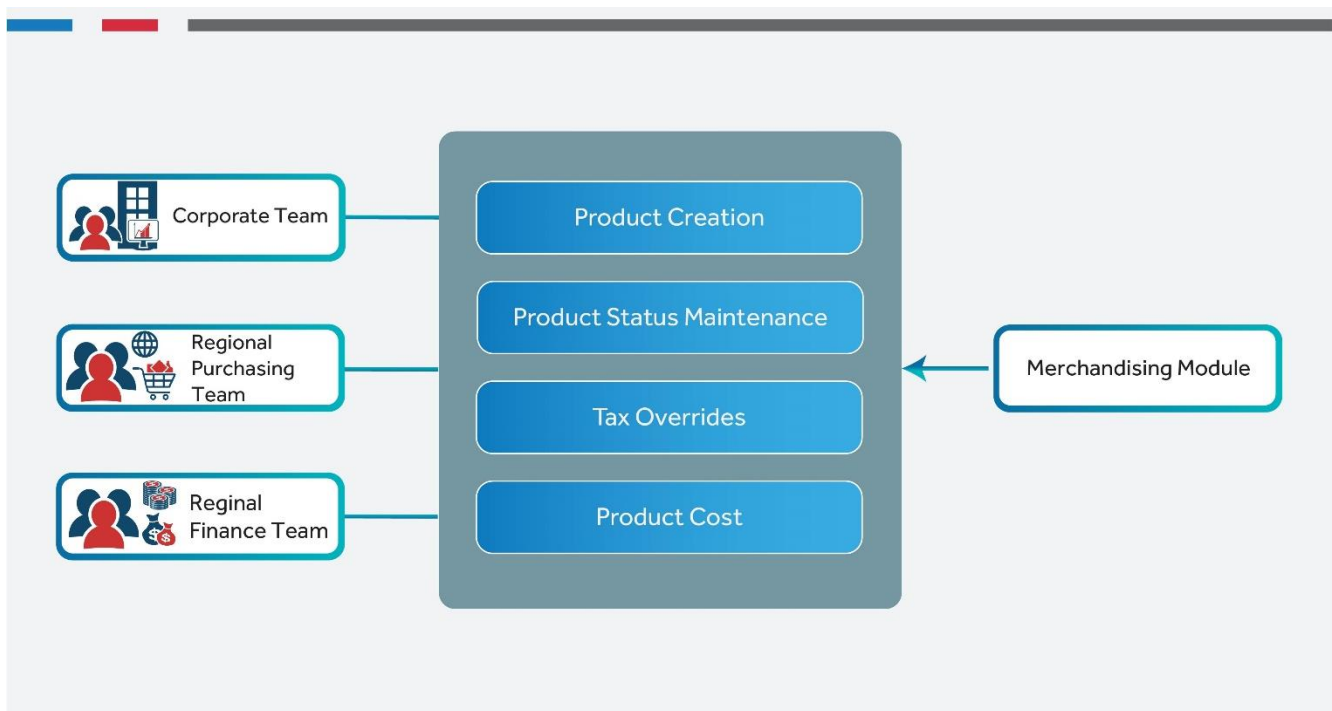 Corporate Team
Regional
Purchasing
Team
Reginal
Finance Team
Product Creation
Product Status Maintenance
Tax Overrides
Product Cost
Merchandising Module